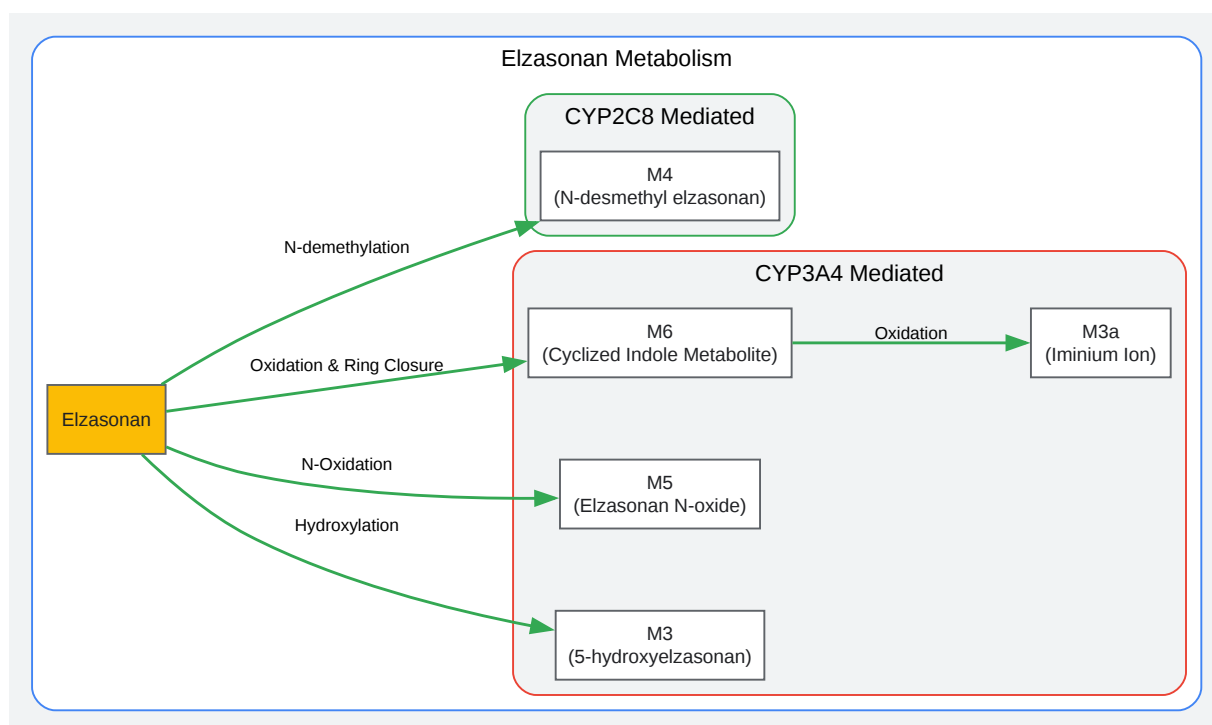 Elzasonan Metabolism
CYP2C8 Mediated
M4
(N-desmethyl elzasonan)
N-demethylation
CYP3A4 Mediated
M6
(Cyclized Indole Metabolite)
Oxidation
M3a
(Iminium Ion)
Oxidation & Ring Closure
Elzasonan
N-Oxidation
M5
(Elzasonan N-oxide)
Hydroxylation
M3
(5-hydroxyelzasonan)